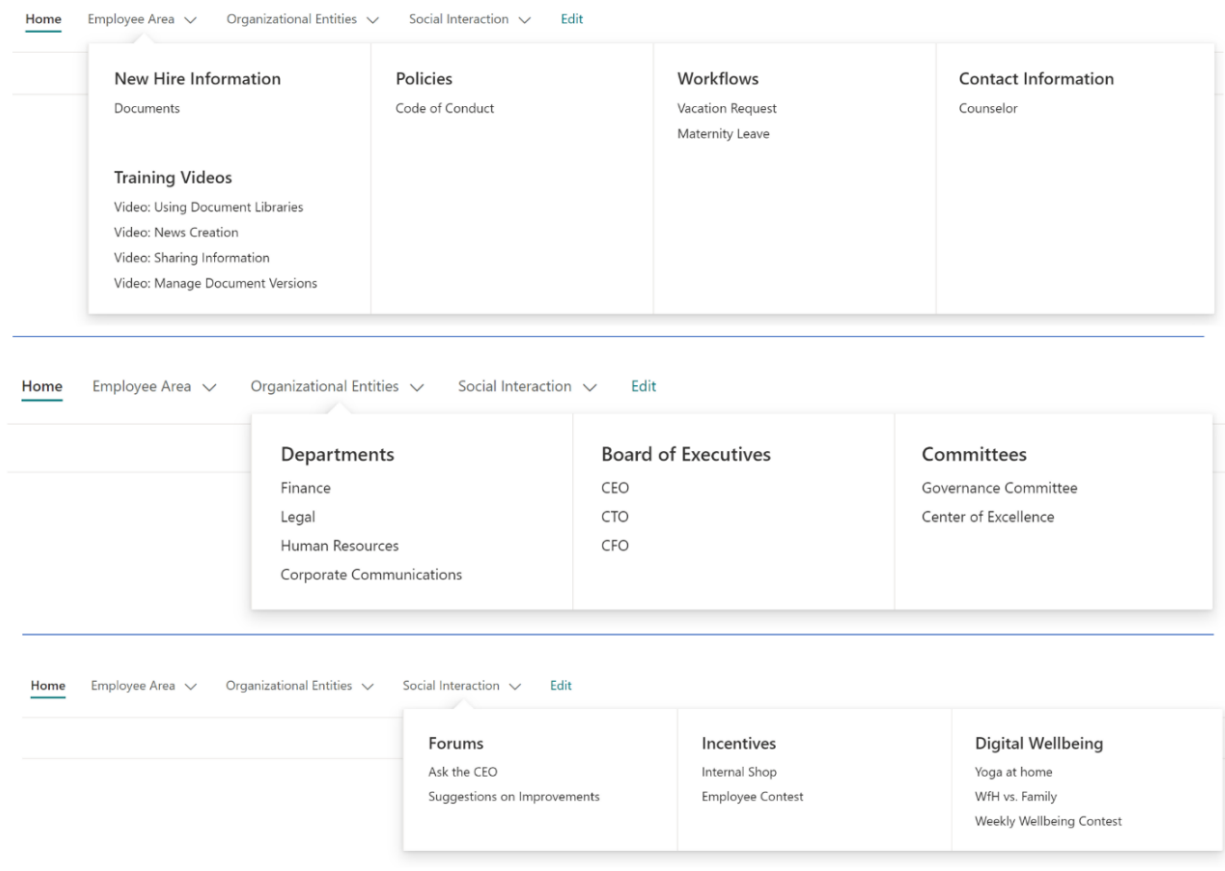 Home Employee Area Organizational Entities Social Interaction Edit
New Hire Information
Documents
Training Videos
Video: Using Document Libraries
Video: News Creation
Video: Sharing Information
Video: Manage Document Versions
Policies
Code of Conduct
Workflows
Vacation Request
Maternity Leave
Contact Information
Counselor
Home Employee Area Organizational Entities Social Interaction Edit
Departments
Finance
Legal
Human Resources
Corporate Communications
Board of Executives
CEO
CTO
CFO
Committees
Governance Committee
Center of Excellence
Home Employee Area Organizational Entities Social Interaction Edit
Forums
Ask the CEO
Suggestions on Improvements
Incentives
Internal Shop
Employee Contest
Digital Wellbeing
Yoga at home
WfH vs. Family
Weekly Wellbeing Contest